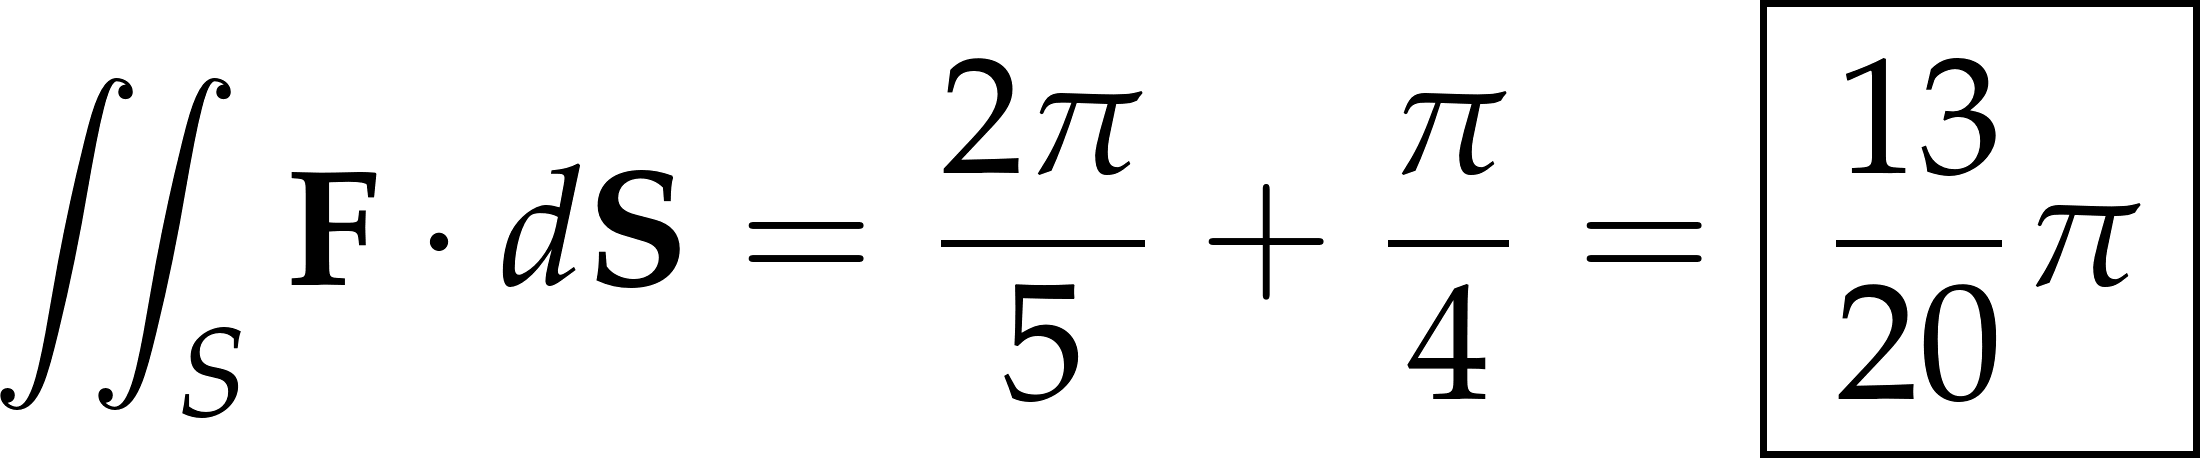 ∬_S 𝐅 · d𝐒 = 2π/5 + π/4 = 13/20 π